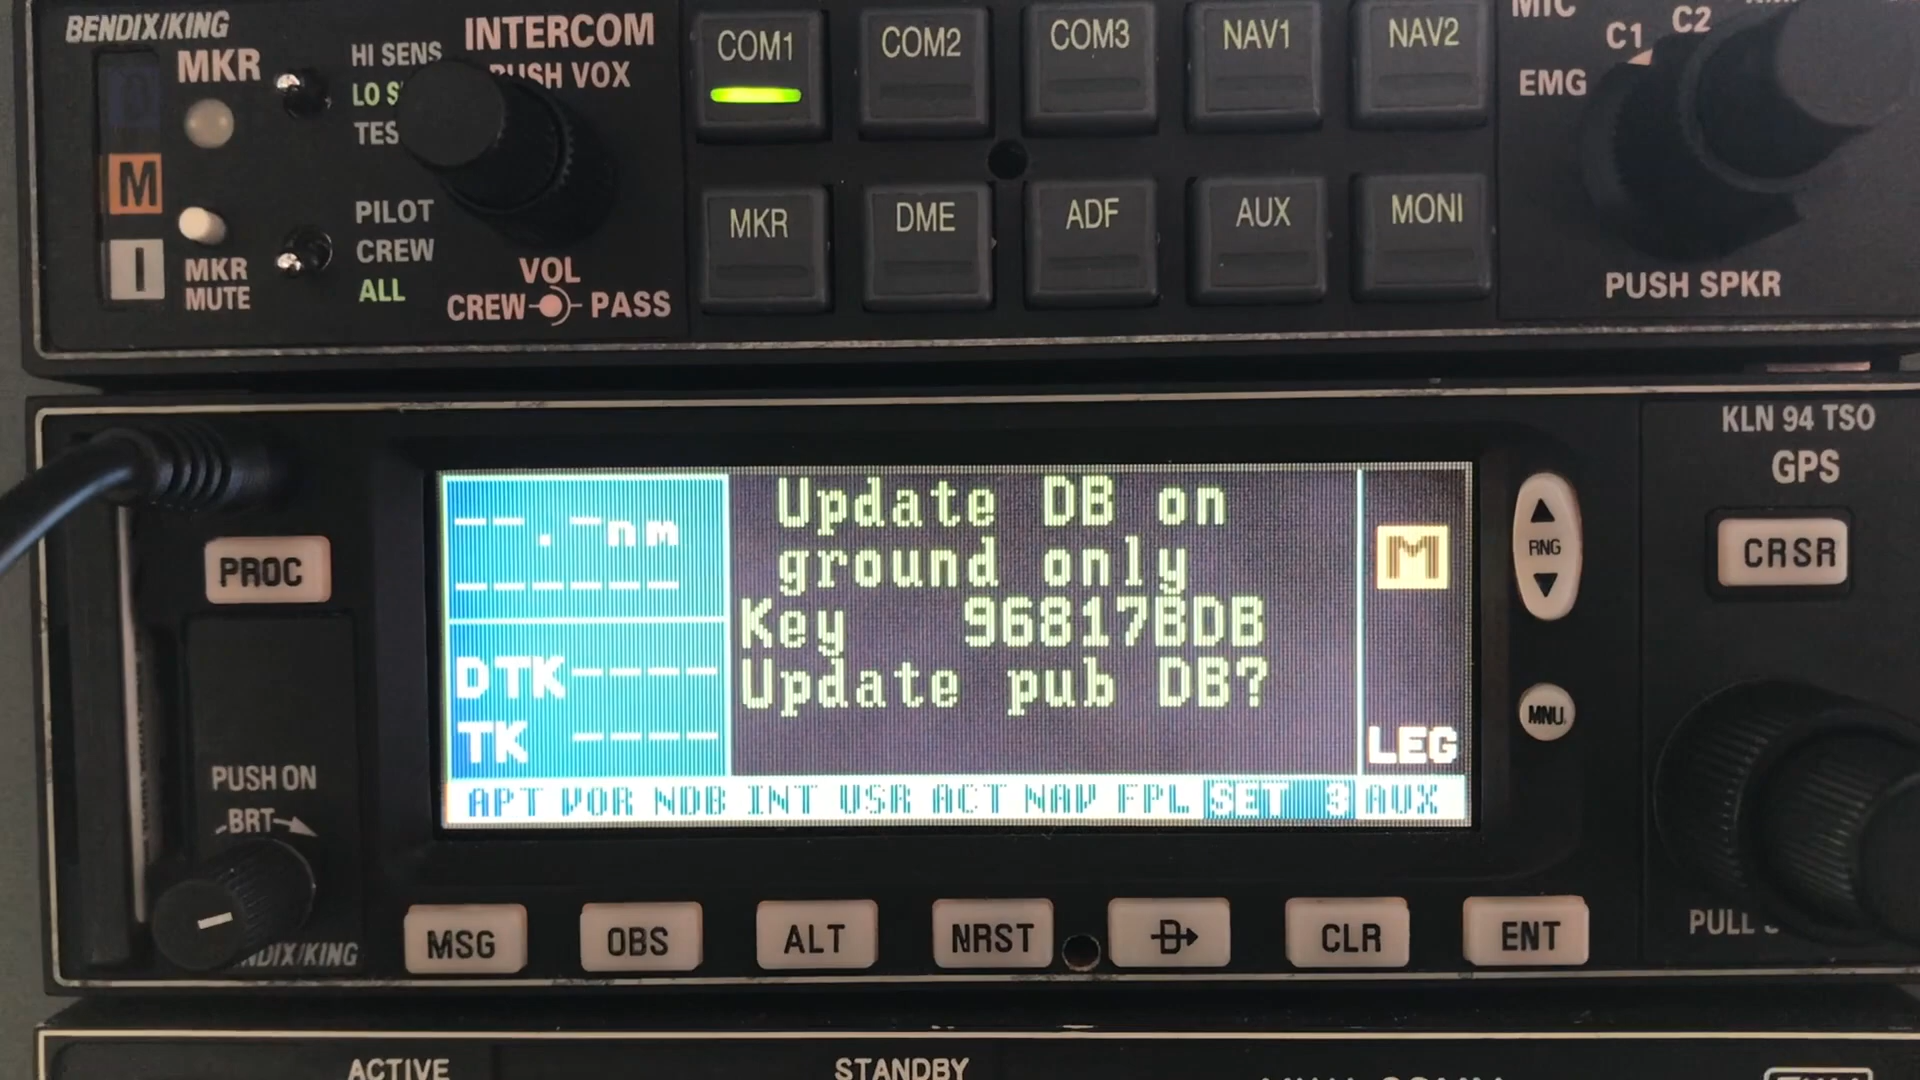 BENDIX/KING
MKR
HI SENS
LO
INTERCOM
PUSH VOX
COM1
COM2
COM3
NAV1
NAV2
MIC
C1
C2
EMG
M
I
MKR
MUTE
PILOT
CREW
ALL
VOL
CREW
PASS
MKR
DME
ADF
AUX
MONI
PUSH SPKR
KLN 94 TSO
GPS
PROC
--.-nm
------
DTK----
TK ----
Update DB on
ground only
Key 968178DB
Update pub DB?
M
LEG
APT VOR NDB INT USR ACT NAV FPL SET 3 AUX
RNG
CRSR
MNU
PUSH ON
BRT
BENDIX/KING
MSG
OBS
ALT
NRST
D
CLR
ENT
PULL
ACTIVE
STANDBY